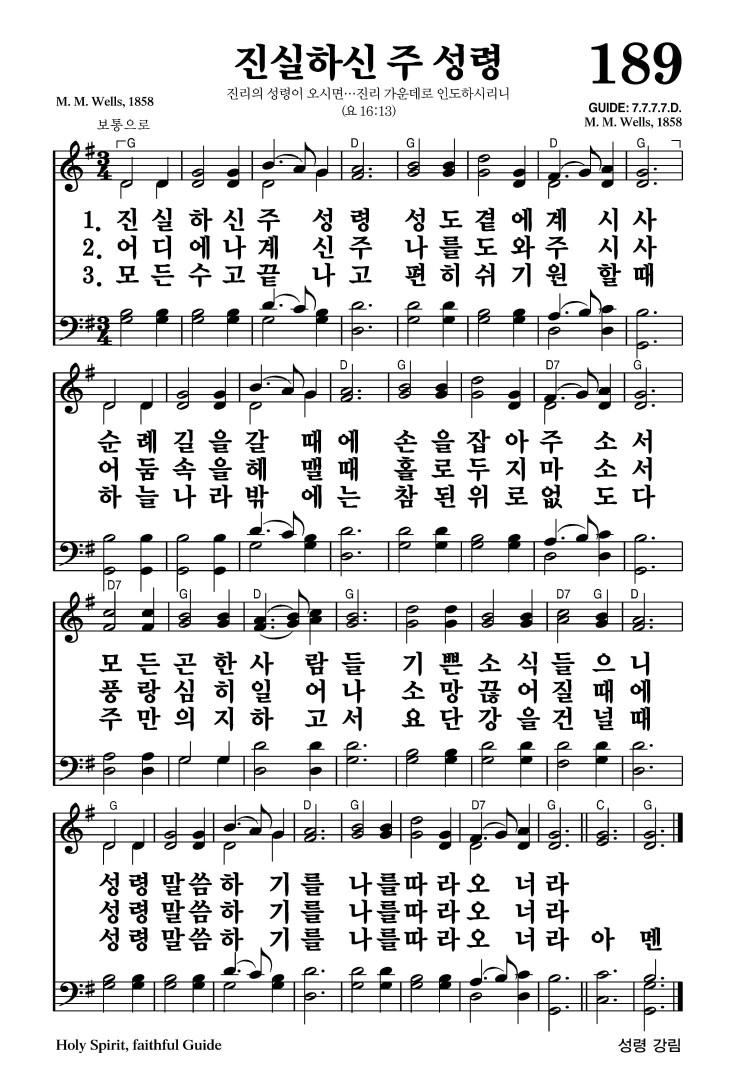 진실하신 주 성령
189
진리의 성령이 오시면…진리 가운데로 인도하시리니
(요 16:13)
M. M. Wells, 1858
GUIDE: 7.7.7.7.D.
M. M. Wells, 1858
보통으로
G D G D G
1. 진 실 하 신 주 성 령 성 도 곁 에 계 시 사
2. 어 디 에 나 계 신 주 나 를 도 와 주 시 사
3. 모 든 수 고 끝 나 고 편 히 쉬 기 원 할 때
D G D7 G
순 례 길 을 갈 때 에 손 을 잡 아 주 소 서
어 둠 속 을 헤 맬 때 홀 로 두 지 마 소 서
하 늘 나 라 밖 에 는 참 된 위 로 없 도 다
D7 G D G D7 G D
모 든 곤 한 사 람 들 기 쁜 소 식 들 으 니
풍 랑 심 히 일 어 나 소 망 끊 어 질 때 에
주 만 의 지 하 고 서 요 단 강 을 건 널 때
G D G D7 G C G
성 령 말 씀 하 기 를 나 를 따 라 오 너 라
성 령 말 씀 하 기 를 나 를 따 라 오 너 라
성 령 말 씀 하 기 를 나 를 따 라 오 너 라 아 멘
Holy Spirit, faithful Guide
성령 강림